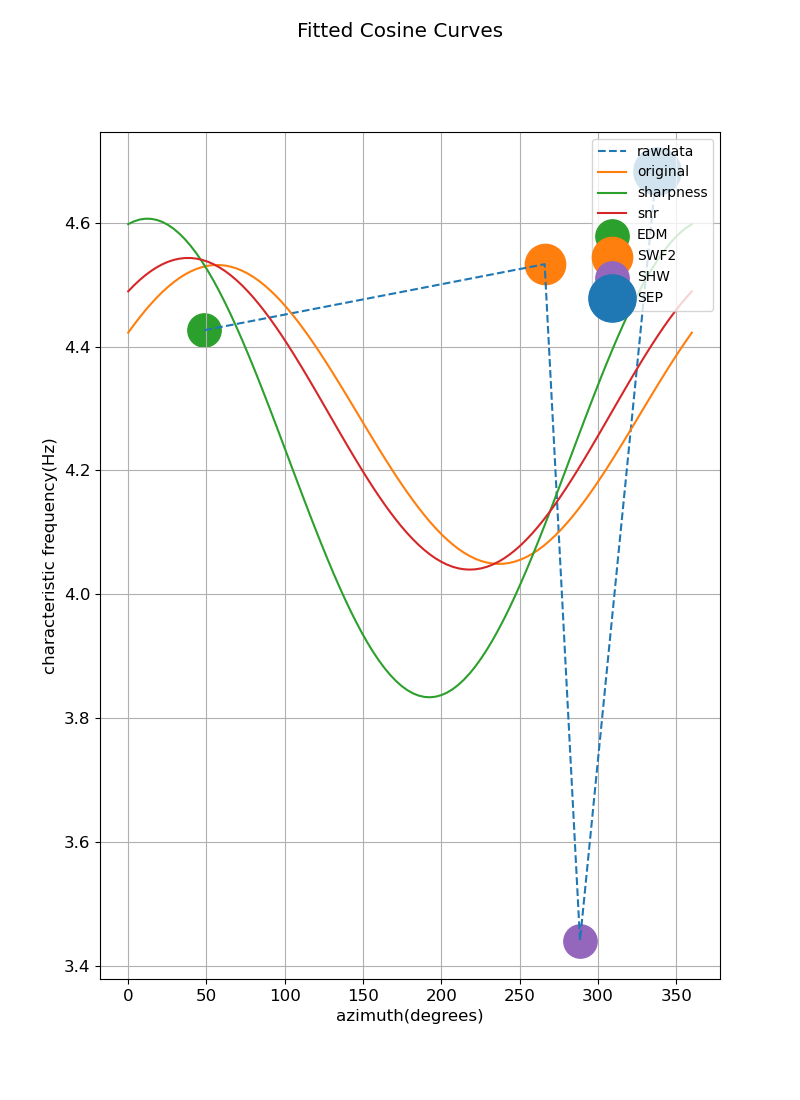 Fitted Cosine Curves
rawdata
original
sharpness
snr
EDM
SWF2
SHW
SEP
characteristic frequency(Hz)
4.6
4.4
4.2
4.0
3.8
3.6
3.4
0 50 100 150 200 250 300 350
azimuth(degrees)